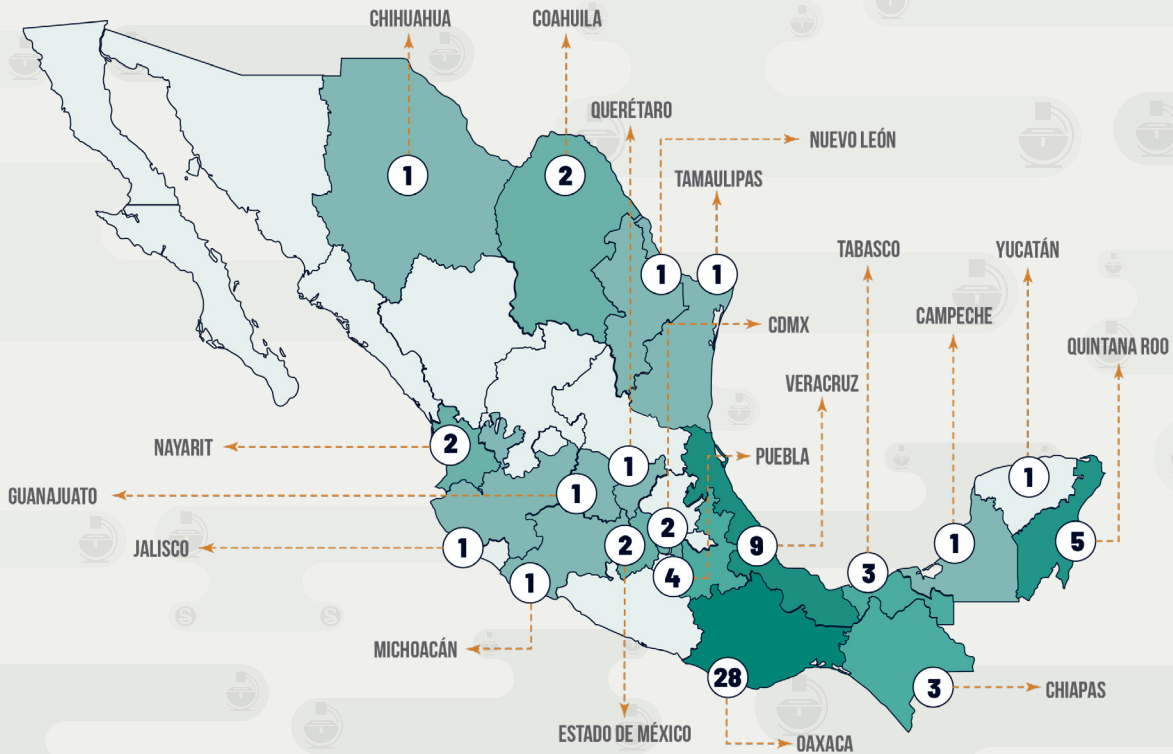 CHIHUAHUA
COAHUILA
QUERÉTARO
NUEVO LEÓN
TAMAULIPAS
1
2
TABASCO
YUCATÁN
1
1
CAMPECHE
CDMX
QUINTANA ROO
VERACRUZ
NAYARIT
2
1
PUEBLA
1
GUANAJUATO
1
JALISCO
1
2
2
9
1
5
1
4
3
MICHOACÁN
28
3
CHIAPAS
ESTADO DE MÉXICO
OAXACA